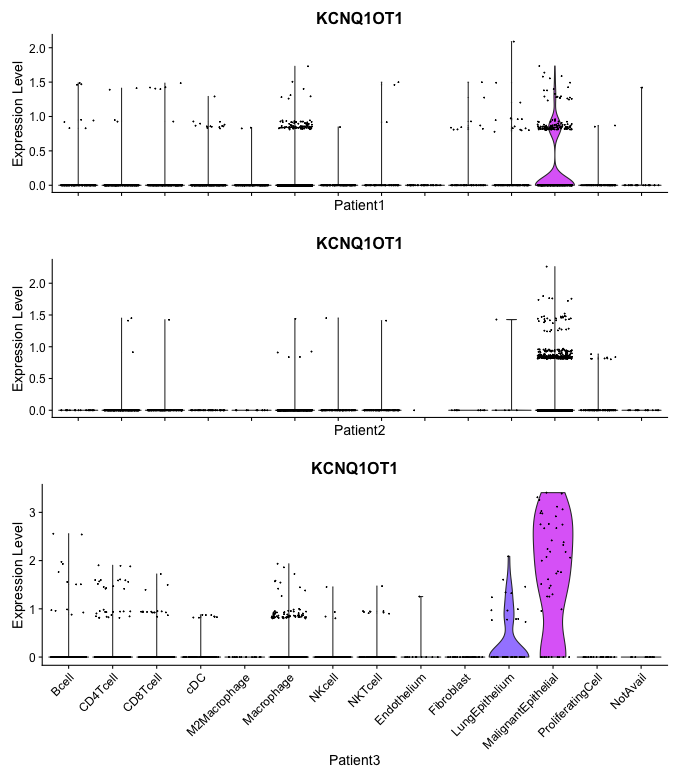 KCNQ1OT1
Expression Level
2.0
1.5
1.0
0.5
0.0
Patient1
KCNQ1OT1
Expression Level
2.0
1.5
1.0
0.5
0.0
Patient2
KCNQ1OT1
Expression Level
3
2
1
0
Bcell
CD4Tcell
CD8Tcell
cDC
M2Macrophage
Macrophage
NKcell
NKTcell
Endothelium
Fibroblast
LungEpithelium
MalignantEpithelial
ProliferatingCell
NotAvail
Patient3